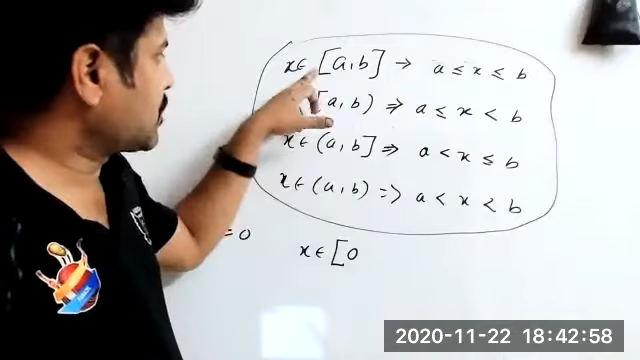 x ∈ [a, b] → a ≤ x ≤ b
[a, b) ⇒ a ≤ x < b
x ∈ (a, b] ⇒ a < x ≤ b
x ∈ (a, b) ⇒ a < x < b
= 0 x ∈ [0
2020-11-22 18:42:58